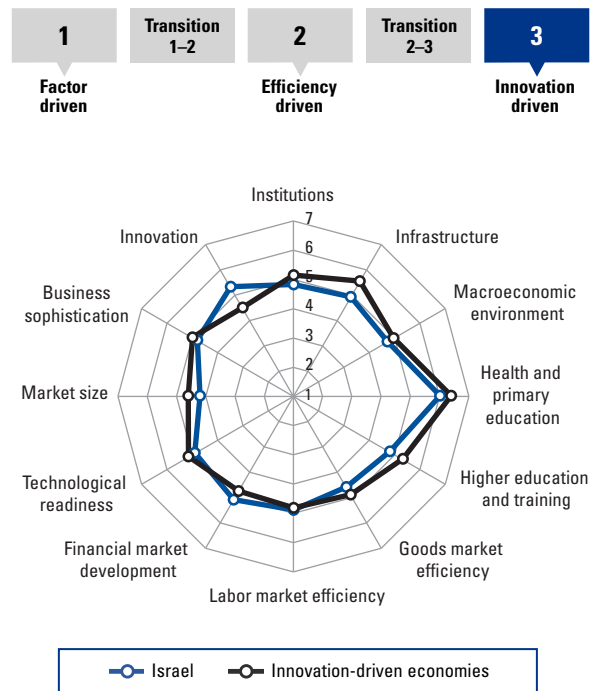 1
Transition
1–2
2
Transition
2–3
3
Factor
driven
Efficiency
driven
Innovation
driven
Institutions
7
Innovation
Infrastructure
6
5
Business
sophistication
Macroeconomic
environment
4
3
2
Market size
1
Health and
primary
education
Technological
readiness
Higher education
and training
Financial market
development
Goods market
efficiency
Labor market efficiency
Israel
Innovation-driven economies